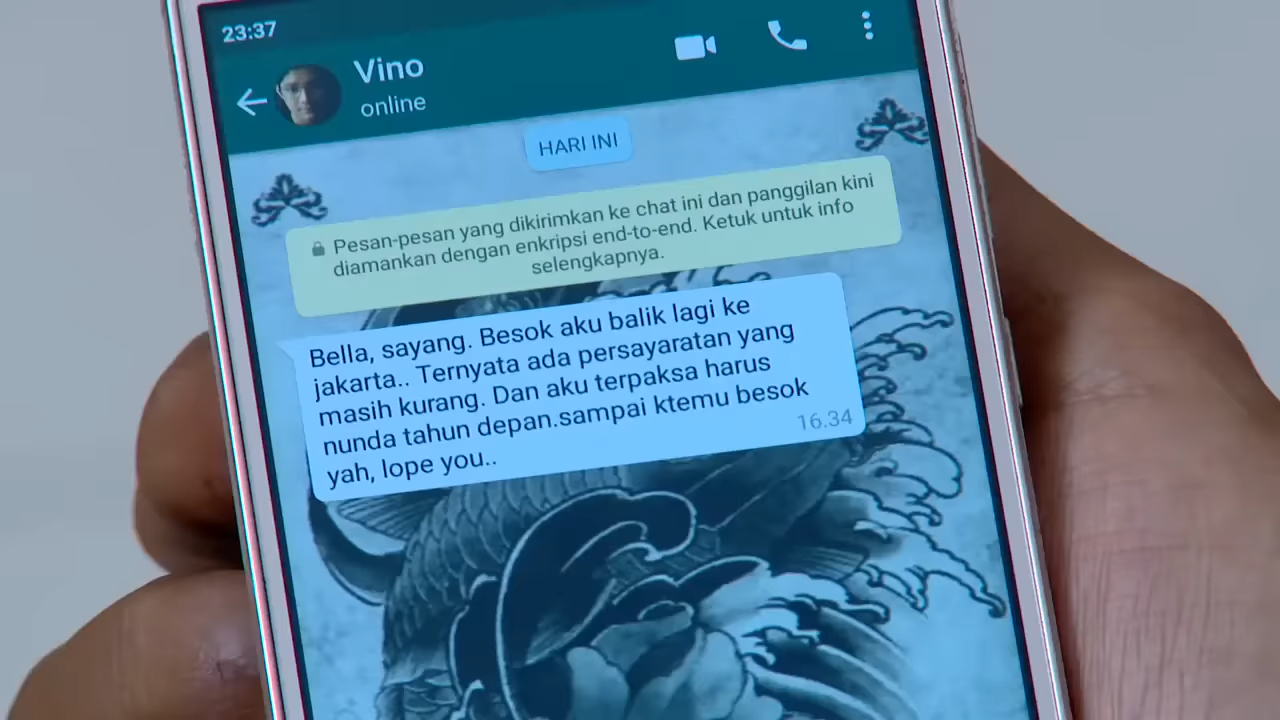 23:37
Vino
online
HARI INI
Pesan-pesan yang dikirimkan ke chat ini dan panggilan kini
diamankan dengan enkripsi end-to-end. Ketuk untuk info
selengkapnya.
Bella, sayang. Besok aku balik lagi ke
jakarta.. Ternyata ada persayaratan yang
masih kurang. Dan aku terpaksa harus
nunda tahun depan.sampai ktemu besok
yah, lope you..
16.34